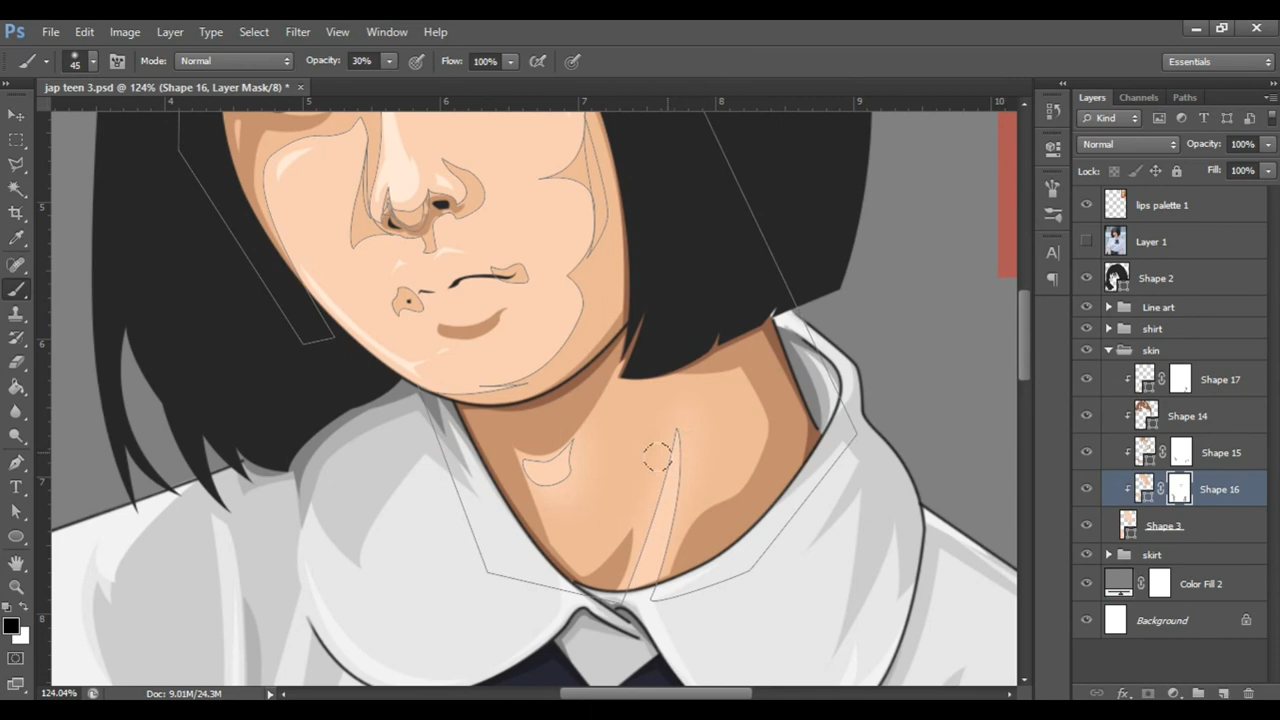 Ps File Edit Image Layer Type Select Filter View Window Help
45 Mode: Normal Opacity: 30% Flow: 100% Essentials
jap teen 3.psd @ 124% (Shape 16, Layer Mask/8) * ×
4 5 6 7 8 9 10
5
6
7
8
Layers Channels Paths
Kind
Normal Opacity: 100%
Lock: Fill: 100%
lips palette 1
Layer 1
Shape 2
Line art
shirt
skin
Shape 17
Shape 14
Shape 15
Shape 16
Shape 3
skirt
Color Fill 2
Background
124.04% Doc: 9.01M/24.3M